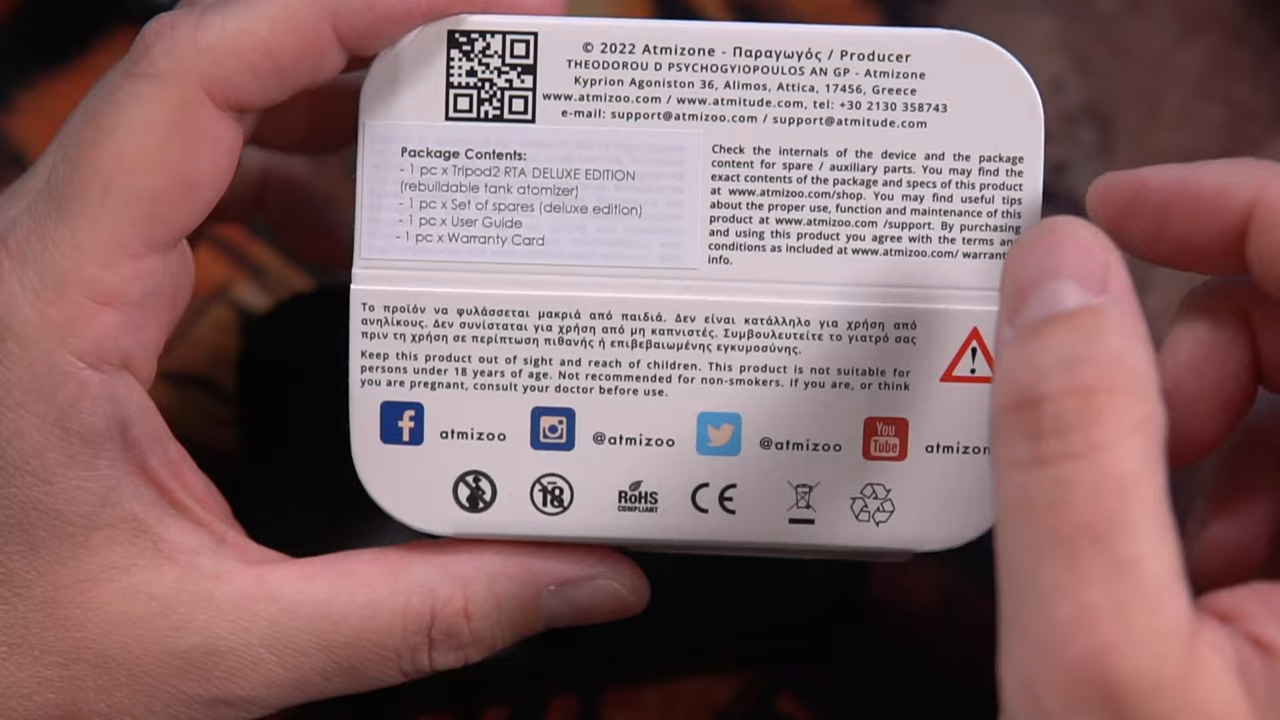 © 2022 Atmizone - Παραγωγός / Producer
THEODOROU D PSYCHOGYIOPOULOS AN GP - Atmizone
Kyprion Agoniston 36, Alimos, Attica, 17456, Greece
www.atmizoo.com / www.atmitude.com, tel: +30 2130 358743
e-mail: support@atmizoo.com / support@atmitude.com
Package Contents:
- 1 pc x Tripod2 RTA DELUXE EDITION
(rebuildable tank atomizer)
- 1 pc x Set of spares (deluxe edition)
- 1 pc x User Guide
- 1 pc x Warranty Card
Check the internals of the device and the package
content for spare / auxiliary parts. You may find the
exact contents of the package and specs of this product
at www.atmizoo.com/shop. You may find useful tips
about the proper use, function and maintenance of this
product at www.atmizoo.com /support. By purchasing
and using this product you agree with the terms an
conditions as included at www.atmizoo.com/ warrant
info.
Το προϊόν να φυλάσσεται μακριά από παιδιά. Δεν είναι κατάλληλο για χρήση από
ανηλίκους. Δεν συνίσταται για χρήση από μη καπνιστές. Συμβουλευτείτε το γιατρό σας
πριν τη χρήση σε περίπτωση πιθανής ή επιβεβαιωμένης εγκυμοσύνης.
Keep this product out of sight and reach of children. This product is not suitable for
persons under 18 years of age. Not recommended for non-smokers. If you are, or think
you are pregnant, consult your doctor before use.
f atmizoo @atmizoo @atmizoo You Tube atmizon
18 RoHS COMPLIANT CE